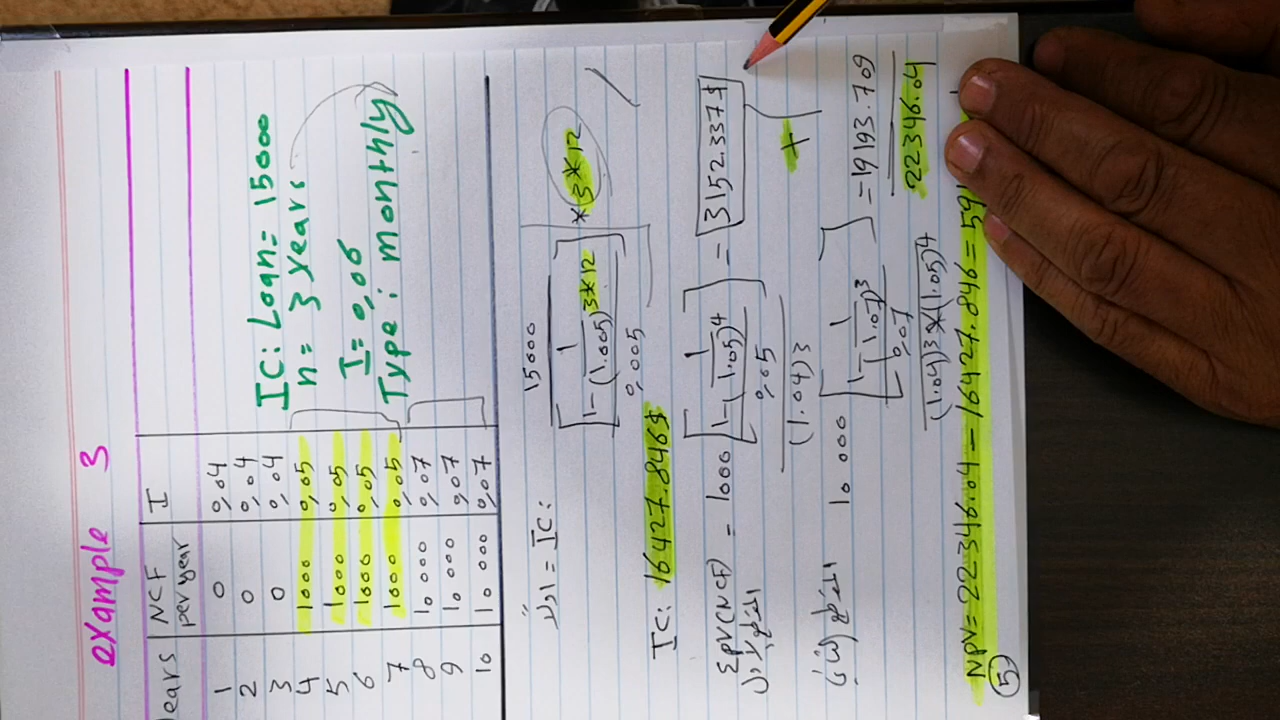 example 3
ears NCF per year I
1 0 0,04
2 0 0,04
3 0 0,04
4 1000 0,05
5 1000 0,05
6 1000 0,05
7 1000 0,05
8 10000 0,07
9 10000 0,07
10 10000 0,07
IC: Loan = 15000
n = 3 years
I = 0,06
Type: monthly
= IC: 15000 / [1 - 1/(1.005)^3*12 / 0,005] * 3*12
IC: 16427.846$
ΣPV(NCF) = 1000 [1 - 1/(1.05)^4 / 0,05] / (1.04)^3 = 3152.337$
+
10 000 [1 - 1/(1.07)^3 / 0,07] / (1.04)^3 * (1.05)^4 = 19193.709
22346.04
NPV = 22346.04 - 16427.846 = 591
5